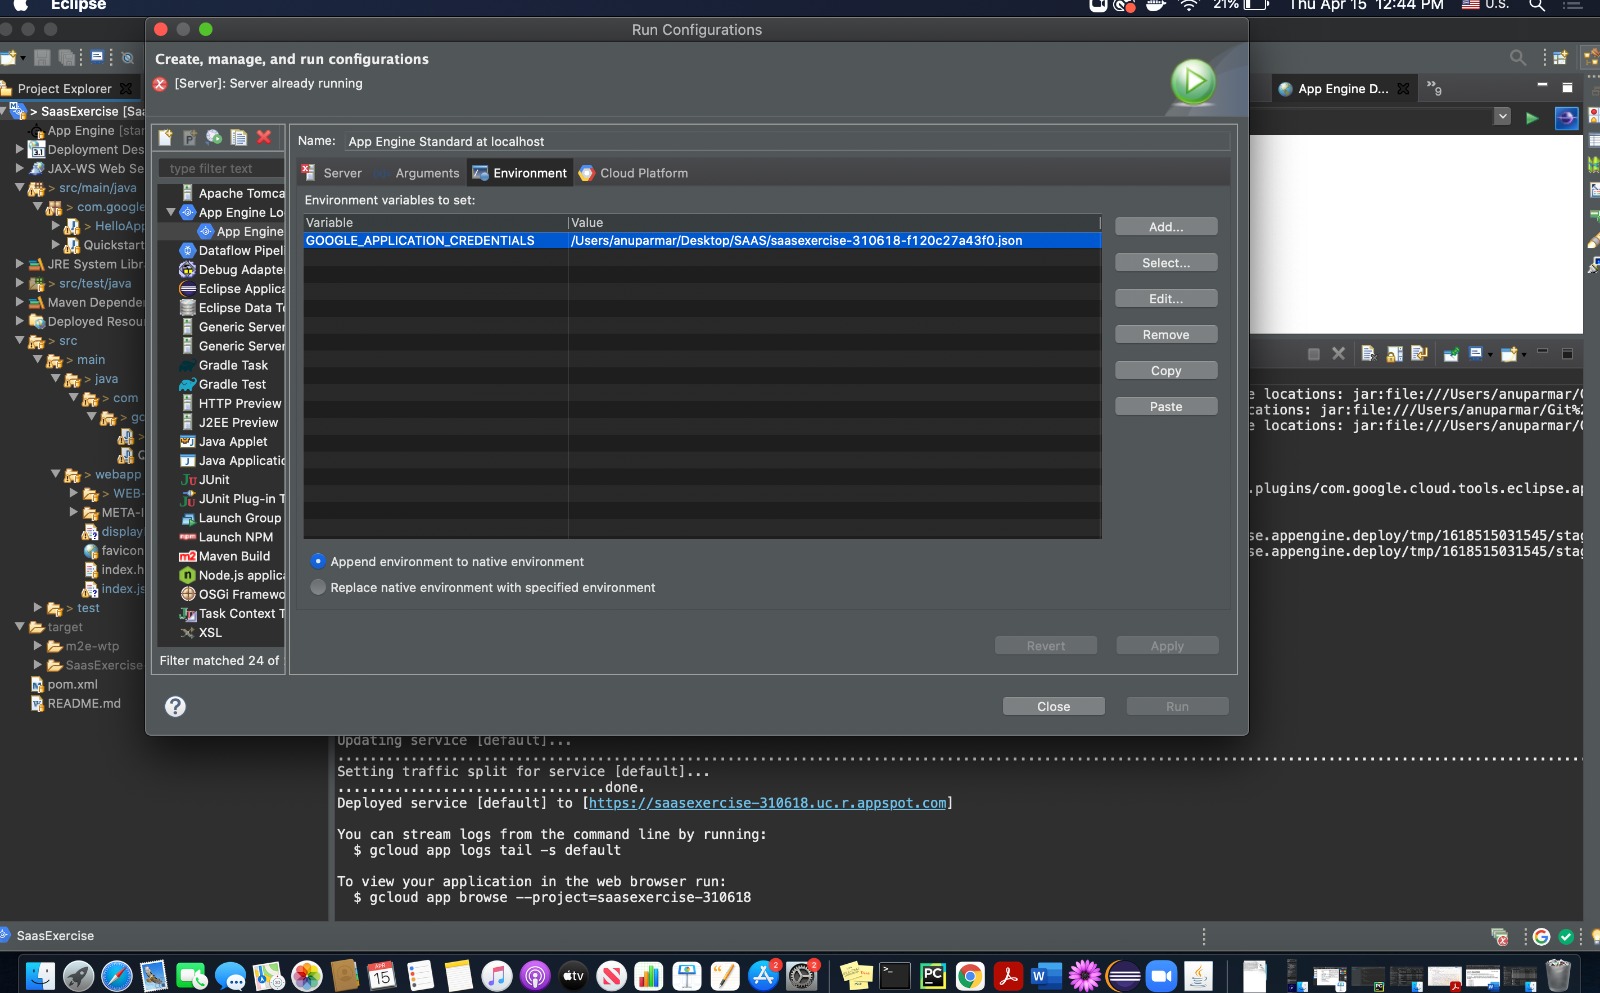 Eclipse
21%
Thu Apr 15 12:44 PM
U.S.
Run Configurations
Create, manage, and run configurations
[Server]: Server already running
Project Explorer
> SaasExercise [Saa
App Engine [sta
Deployment Des
JAX-WS Web Se
> src/main/java
> com.google
> HelloApp
Quickstart
JRE System Libr
> src/test/java
Maven Depende
Deployed Resou
> src
> main
> java
> com
> go
> webapp
> WEB-
META-I
display
favicon
index.h
index.js
> test
target
m2e-wtp
SaasExercise
pom.xml
README.md
type filter text
Apache Tomca
App Engine Lo
App Engine
Dataflow Pipel
Debug Adapte
Eclipse Applica
Eclipse Data T
Generic Server
Generic Server
Gradle Task
Gradle Test
HTTP Preview
J2EE Preview
Java Applet
Java Applicatic
JUnit
JUnit Plug-in T
Launch Group
Launch NPM
Maven Build
Node.js applica
OSGi Framewo
Task Context T
XSL
Filter matched 24 of
Name: App Engine Standard at localhost
Server Arguments Environment Cloud Platform
Environment variables to set:
Variable Value
GOOGLE_APPLICATION_CREDENTIALS /Users/anuparmar/Desktop/SAAS/saasexercise-310618-f120c27a43f0.json
Add...
Select...
Edit...
Remove
Copy
Paste
Append environment to native environment
Replace native environment with specified environment
Revert Apply
Close Run
App Engine D...
»9
e locations: jar:file:///Users/anuparmar/
cations: jar:file:///Users/anuparmar/Git%2
e locations: jar:file:///Users/anuparmar/
.plugins/com.google.cloud.tools.eclipse.ap
se.appengine.deploy/tmp/1618515031545/stag
se.appengine.deploy/tmp/1618515031545/stag
Updating service [default]...
Setting traffic split for service [default]...
................................done.
Deployed service [default] to [https://saasexercise-310618.uc.r.appspot.com]
You can stream logs from the command line by running:
$ gcloud app logs tail -s default
To view your application in the web browser run:
$ gcloud app browse --project=saasexercise-310618
SaasExercise